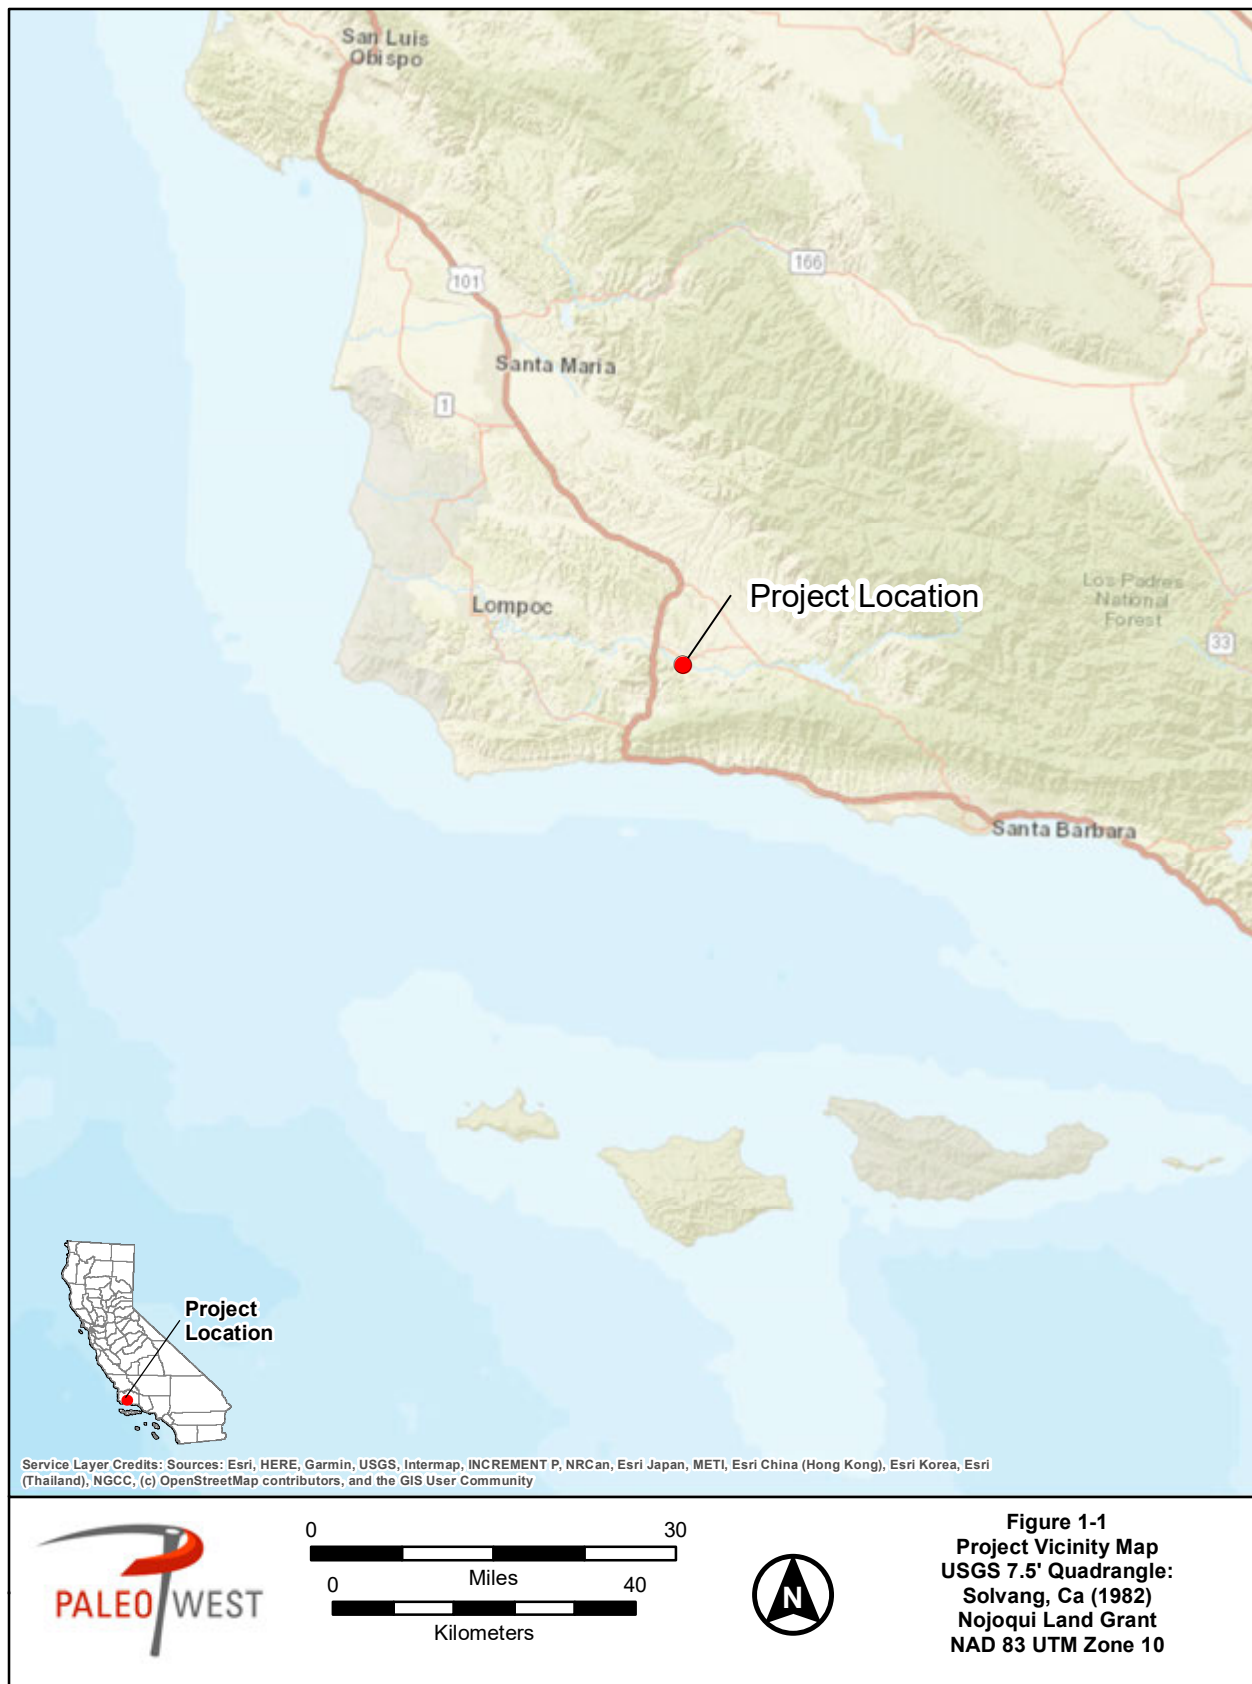 San Luis
Obispo
166
101
Santa Maria
1
Project Location
Los Padres
National
Forest
Lompoc
33
Santa Barbara
Project
Location
Service Layer Credits: Sources: Esri, HERE, Garmin, USGS, Intermap, INCREMENT P, NRCan, Esri Japan, METI, Esri China (Hong Kong), Esri Korea, Esri
(Thailand), NGCC, (c) OpenStreetMap contributors, and the GIS User Community
PALEO WEST
0 30
Miles
0 40
Kilometers
N
Figure 1-1
Project Vicinity Map
USGS 7.5' Quadrangle:
Solvang, Ca (1982)
Nojoqui Land Grant
NAD 83 UTM Zone 10